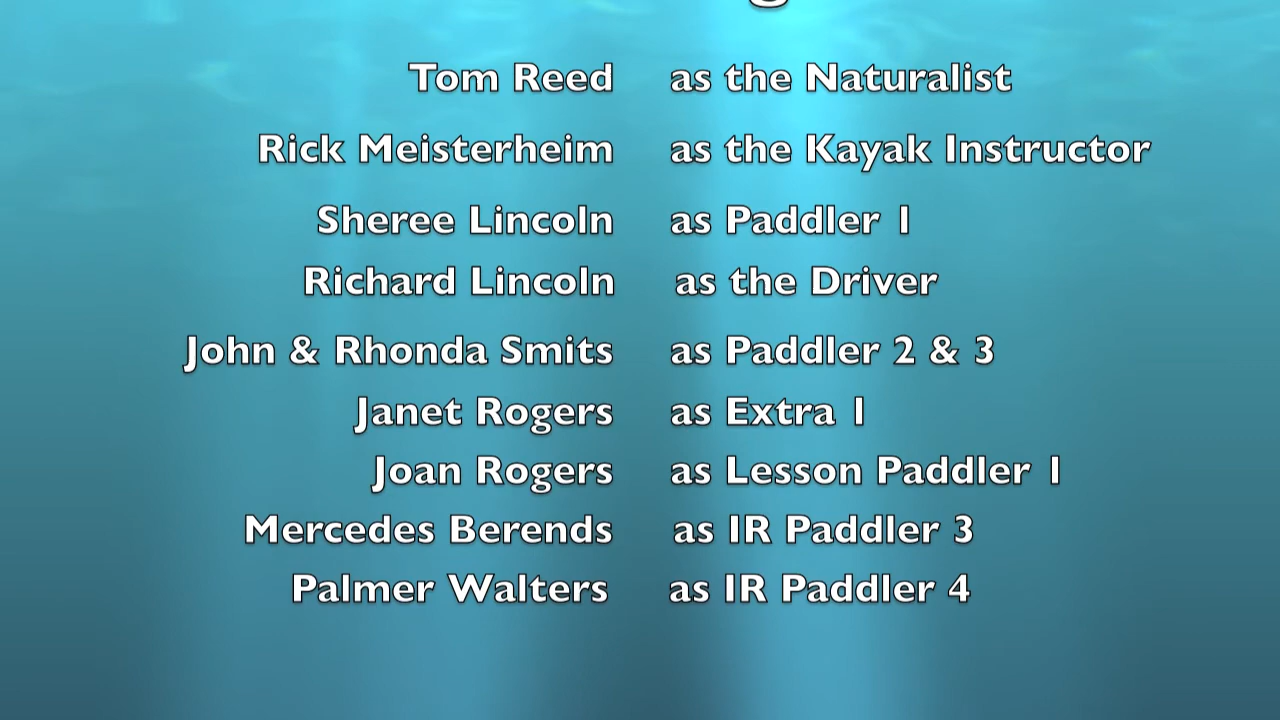 Tom Reed as the Naturalist
Rick Meisterheim as the Kayak Instructor
Sheree Lincoln as Paddler 1
Richard Lincoln as the Driver
John & Rhonda Smits as Paddler 2 & 3
Janet Rogers as Extra 1
Joan Rogers as Lesson Paddler 1
Mercedes Berends as IR Paddler 3
Palmer Walters as IR Paddler 4